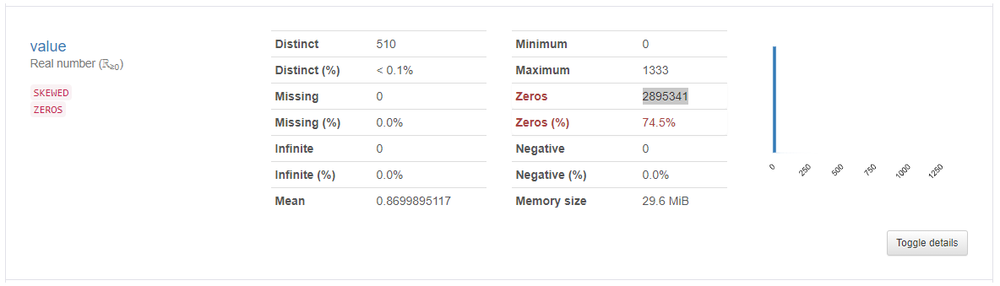 value
Real number (ℝ≥0)
SKEWED
ZEROS
Distinct 510
Distinct (%) < 0.1%
Missing 0
Missing (%) 0.0%
Infinite 0
Infinite (%) 0.0%
Mean 0.8699895117
Minimum 0
Maximum 1333
Zeros 2895341
Zeros (%) 74.5%
Negative 0
Negative (%) 0.0%
Memory size 29.6 MiB
0 250 500 750 1000 1250
Toggle details